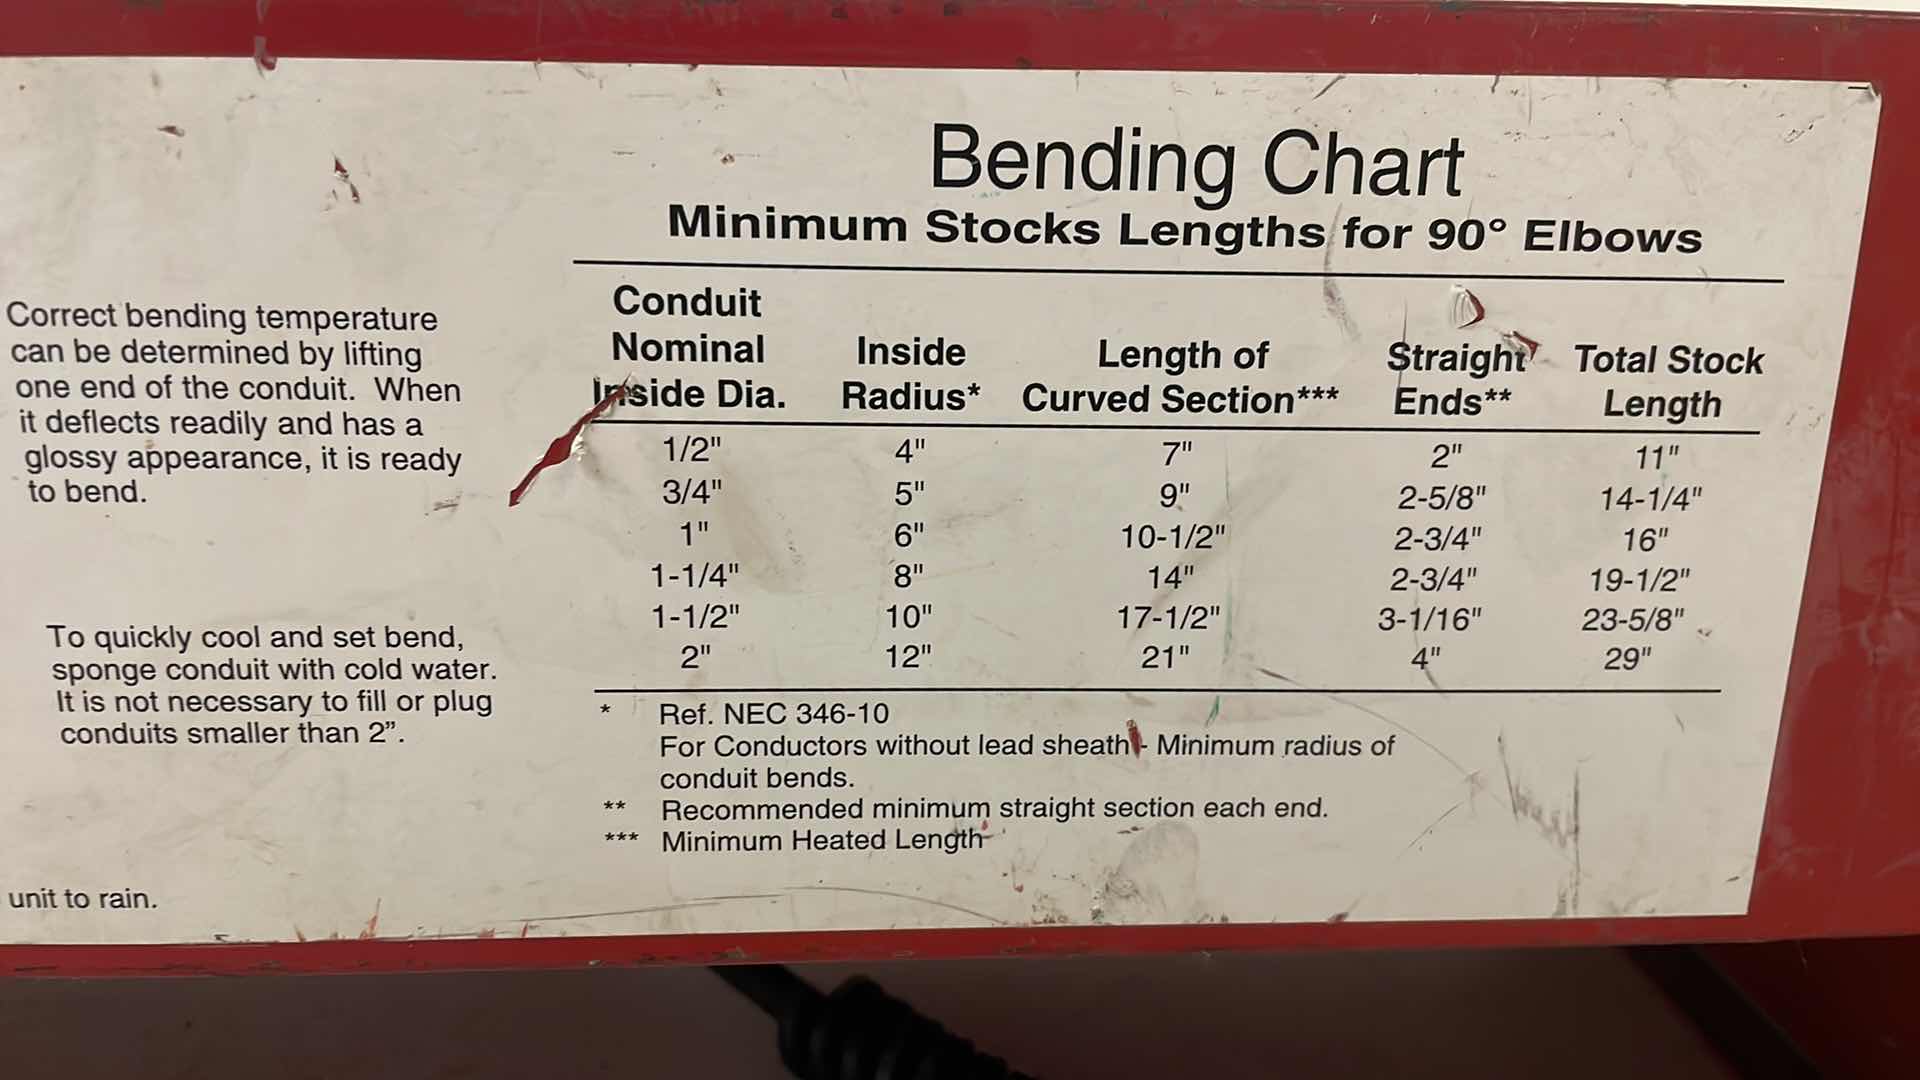 Bending Chart
Minimum Stocks Lengths for 90° Elbows
Correct bending temperature
can be determined by lifting
one end of the conduit. When
it deflects readily and has a
glossy appearance, it is ready
to bend.
To quickly cool and set bend,
sponge conduit with cold water.
It is not necessary to fill or plug
conduits smaller than 2”.
unit to rain.
Conduit
Nominal Inside Length of Straight Total Stock
Inside Dia. Radius* Curved Section*** Ends** Length
1/2" 4" 7" 2" 11"
3/4" 5" 9" 2-5/8" 14-1/4"
1" 6" 10-1/2" 2-3/4" 16"
1-1/4" 8" 14" 2-3/4" 19-1/2"
1-1/2" 10" 17-1/2" 3-1/16" 23-5/8"
2" 12" 21" 4" 29"
* Ref. NEC 346-10
For Conductors without lead sheath - Minimum radius of
conduit bends.
** Recommended minimum straight section each end.
*** Minimum Heated Length